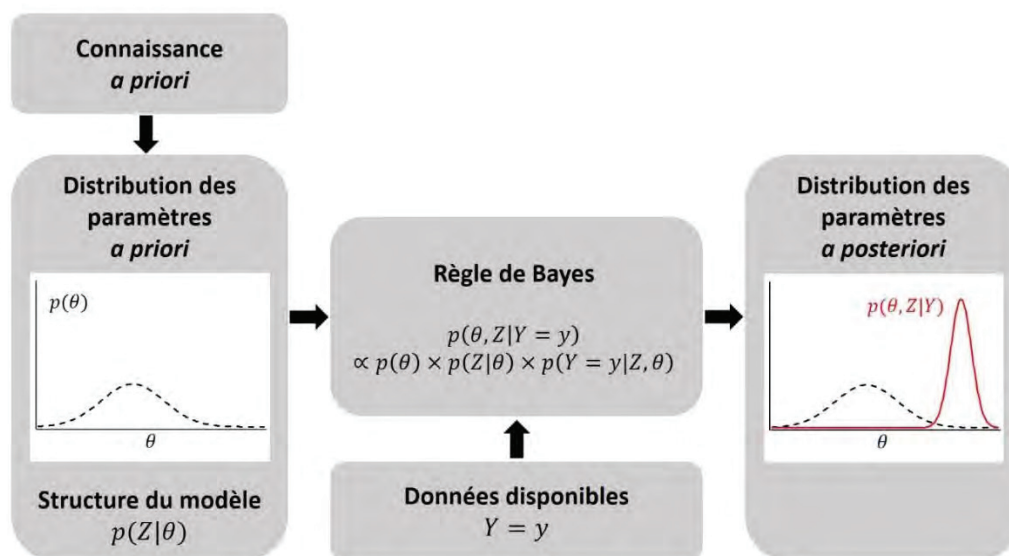 Connaissance
a priori
Distribution des
paramètres
a priori
p(θ)
θ
Structure du modèle
p(Z|θ)
Règle de Bayes
p(θ, Z|Y = y)
∝ p(θ) × p(Z|θ) × p(Y = y|Z, θ)
Données disponibles
Y = y
Distribution des
paramètres
a posteriori
p(θ, Z|Y)
θ